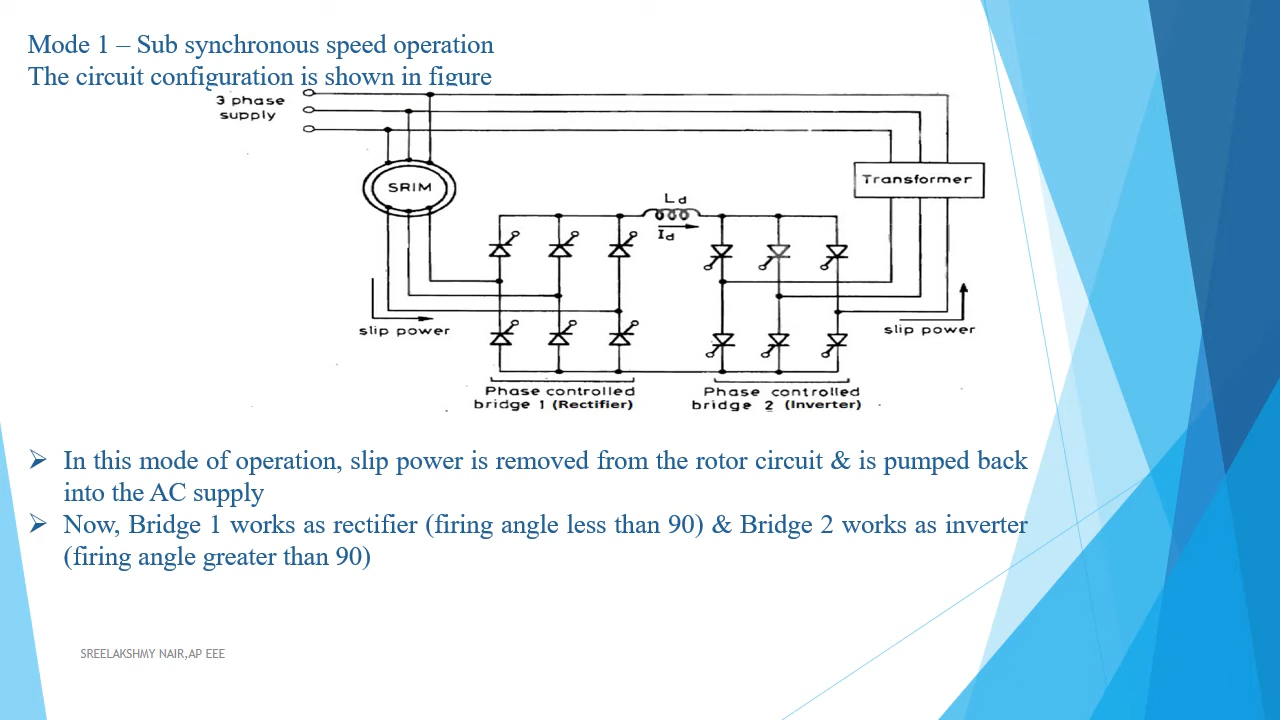 Mode 1 – Sub synchronous speed operation
The circuit configuration is shown in figure
3 phase
supply
SRIM
Transformer
Ld
Id
slip power
slip power
Phase controlled
bridge 1 (Rectifier)
Phase controlled
bridge 2 (Inverter)
➢ In this mode of operation, slip power is removed from the rotor circuit & is pumped back
into the AC supply
➢ Now, Bridge 1 works as rectifier (firing angle less than 90) & Bridge 2 works as inverter
(firing angle greater than 90)
SREELAKSHMY NAIR,AP EEE